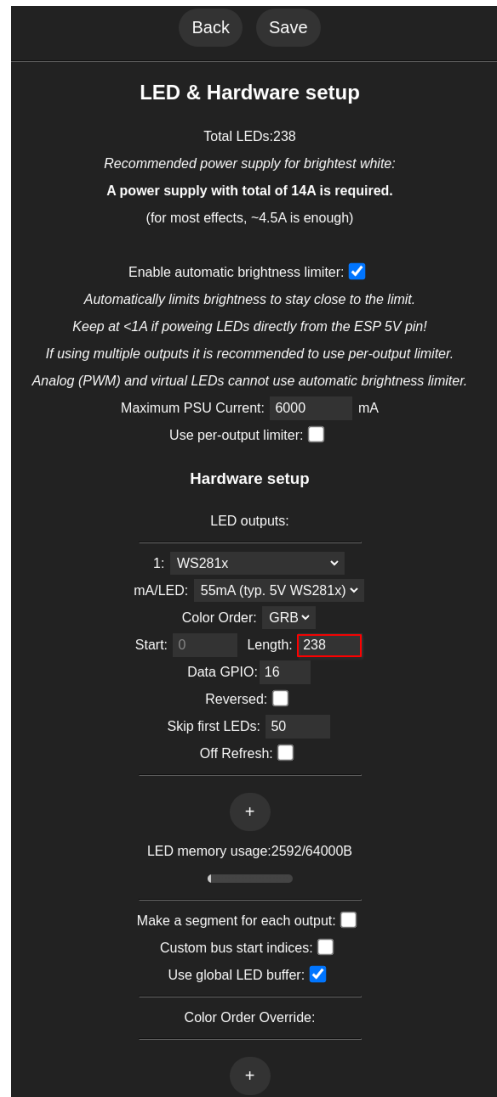 Back Save
LED & Hardware setup
Total LEDs:238
Recommended power supply for brightest white:
A power supply with total of 14A is required.
(for most effects, ~4.5A is enough)
Enable automatic brightness limiter:
Automatically limits brightness to stay close to the limit.
Keep at <1A if poweing LEDs directly from the ESP 5V pin!
If using multiple outputs it is recommended to use per-output limiter.
Analog (PWM) and virtual LEDs cannot use automatic brightness limiter.
Maximum PSU Current: 6000 mA
Use per-output limiter:
Hardware setup
LED outputs:
1: WS281x
mA/LED: 55mA (typ. 5V WS281x)
Color Order: GRB
Start: 0 Length: 238
Data GPIO: 16
Reversed:
Skip first LEDs: 50
Off Refresh:
+
LED memory usage:2592/64000B
Make a segment for each output:
Custom bus start indices:
Use global LED buffer:
Color Order Override:
+